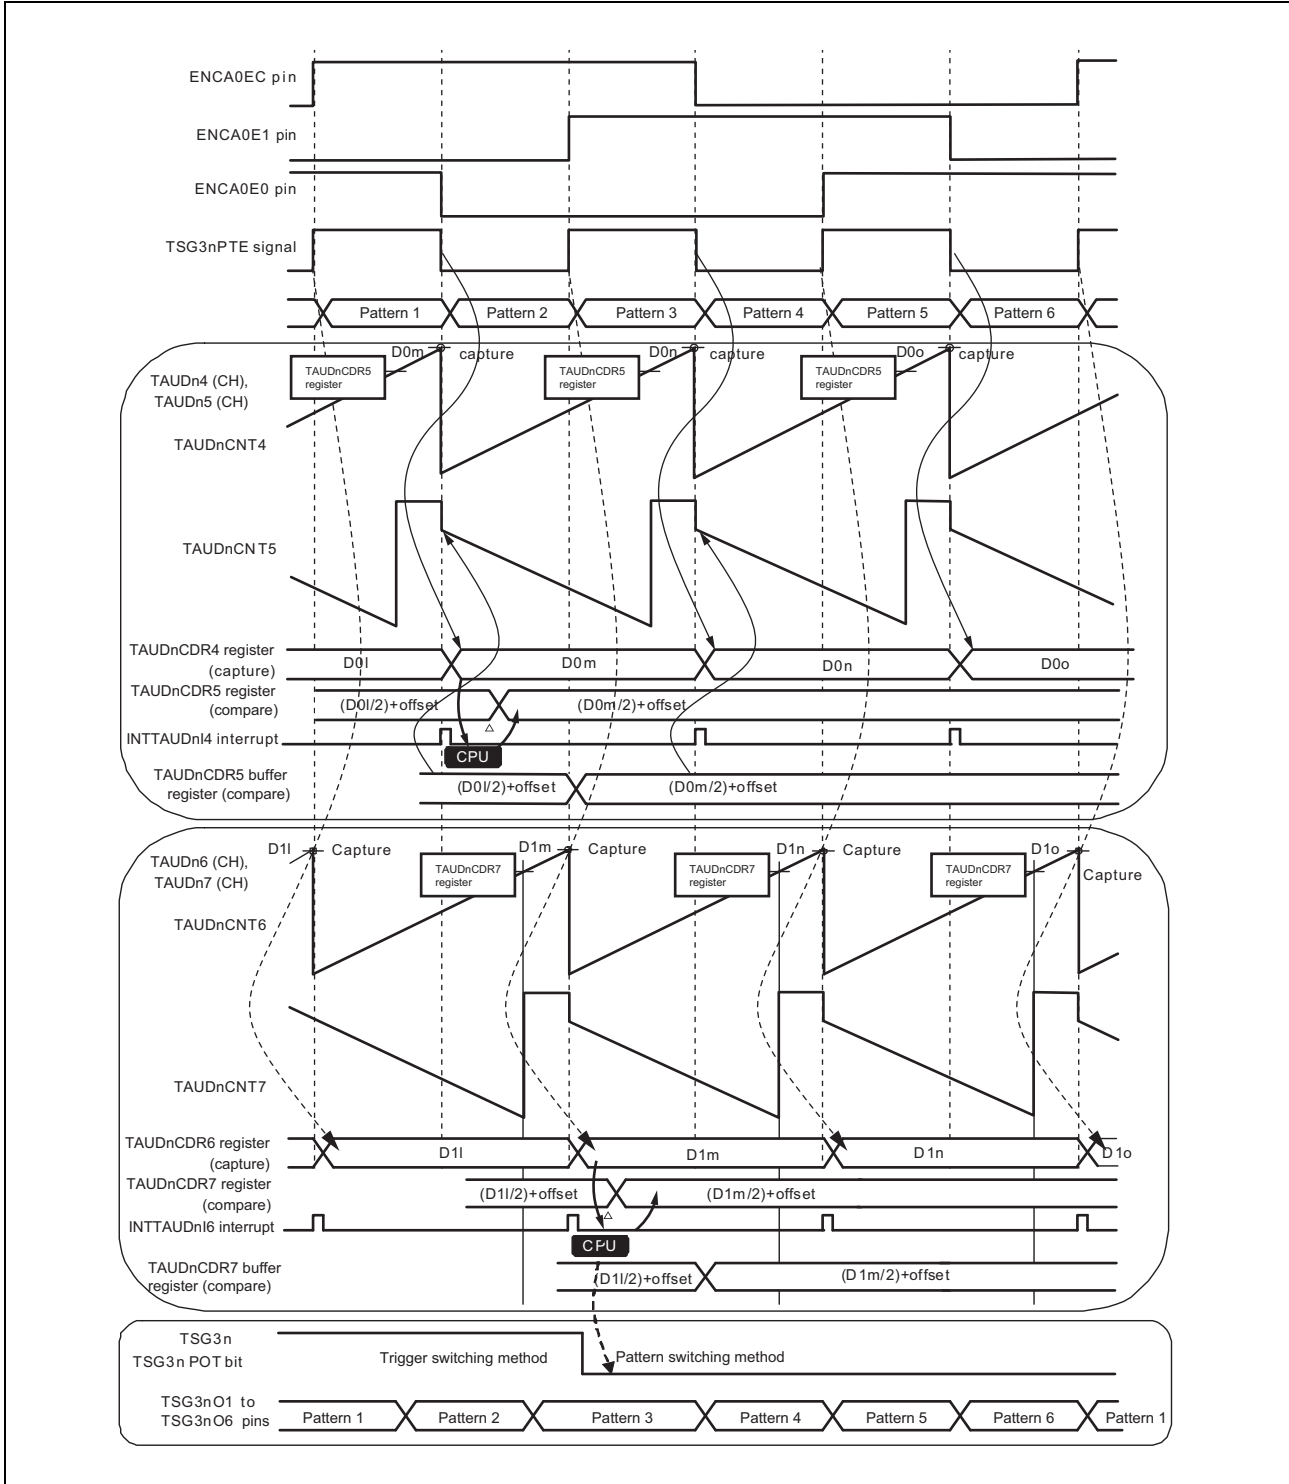 ENCA0EC pin
ENCA0E1 pin
ENCA0E0 pin
TSG3nPTE signal
Pattern 1 Pattern 2 Pattern 3 Pattern 4 Pattern 5 Pattern 6
D0m capture D0n capture D0o capture
TAUDn4 (CH),
TAUDn5 (CH)
TAUDnCDR5
register
TAUDnCDR5
register
TAUDnCDR5
register
TAUDnCNT4
TAUDnCNT5
TAUDnCDR4 register
(capture)
D0l D0m D0n D0o
TAUDnCDR5 register
(compare)
(D0l/2)+offset (D0m/2)+offset
INTTAUDnI4 interrupt
CPU
TAUDnCDR5 buffer
register (compare)
(D0l/2)+offset (D0m/2)+offset
D1l Capture D1m Capture D1n Capture D1o Capture
TAUDn6 (CH),
TAUDn7 (CH)
TAUDnCDR7
register
TAUDnCDR7
register
TAUDnCDR7
register
TAUDnCNT6
TAUDnCNT7
TAUDnCDR6 register
(capture)
D1l D1m D1n D1o
TAUDnCDR7 register
(compare)
(D1l/2)+offset (D1m/2)+offset
INTTAUDnI6 interrupt
CPU
TAUDnCDR7 buffer
register (compare)
(D1l/2)+offset (D1m/2)+offset
TSG3n
TSG3n POT bit
Trigger switching method Pattern switching method
TSG3nO1 to
TSG3nO6 pins
Pattern 1 Pattern 2 Pattern 3 Pattern 4 Pattern 5 Pattern 6 Pattern 1